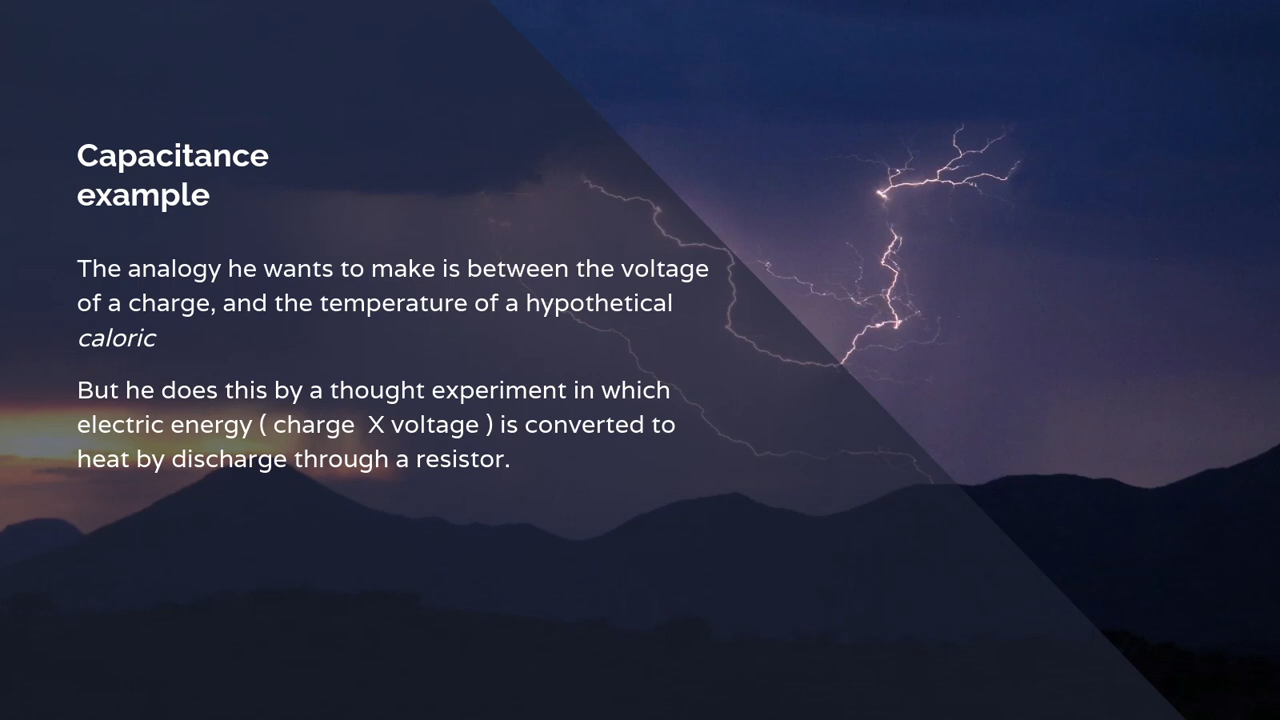 Capacitance
example
The analogy he wants to make is between the voltage
of a charge, and the temperature of a hypothetical
caloric
But he does this by a thought experiment in which
electric energy ( charge  X voltage ) is converted to
heat by discharge through a resistor.